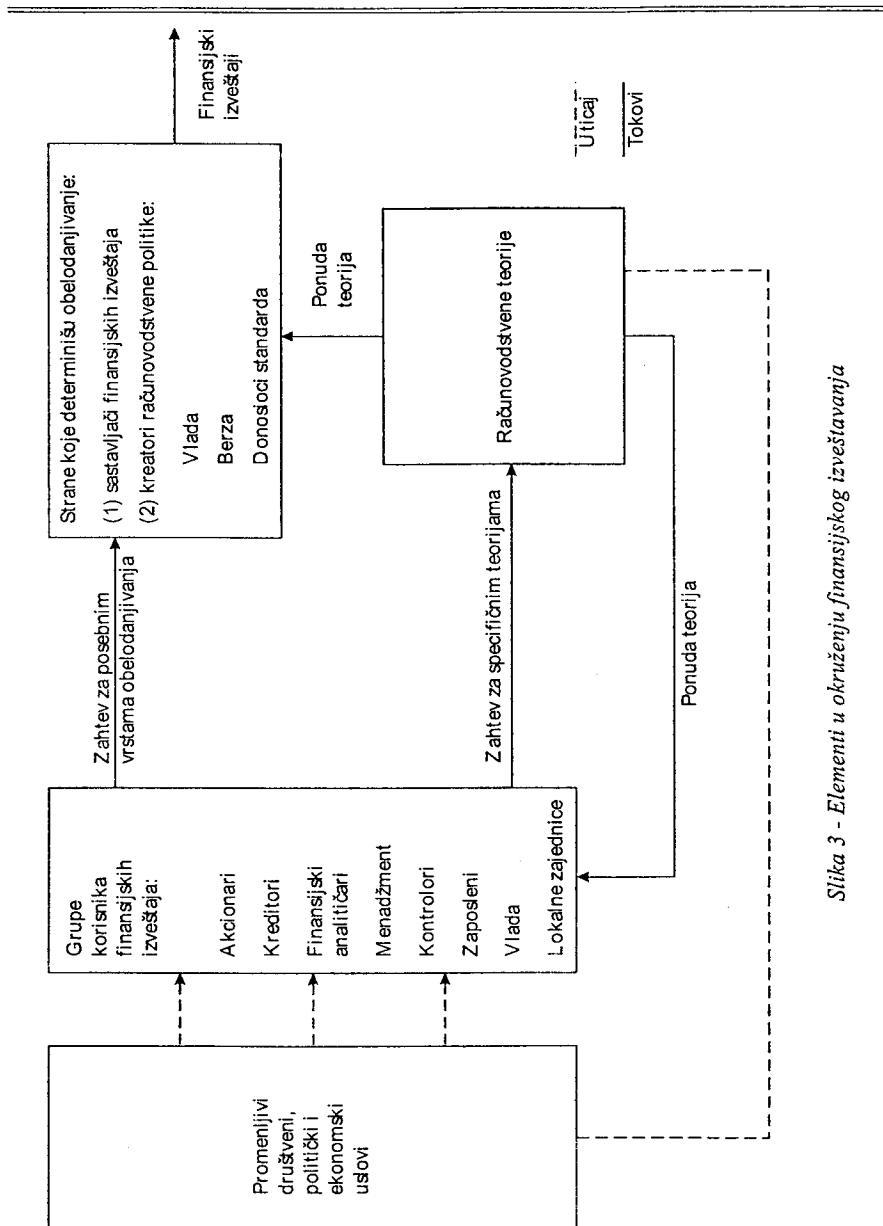 Promenljivi
društveni,
politički i
ekonomski
uslovi
Grupe
korisnika
finansijskih
izveštaja:
Akcionari
Kreditori
Finansijski
analitičari
Menadžment
Kontrolori
Zaposleni
Vlada
Lokalne zajednice
Zahtev za posebnim
vrstama obelodanjivanja
Zahtev za specifičnim teorijama
Ponuda teorija
Strane koje determinišu obelodanjivanje:
(1) sastavljači finansijskih izveštaja
(2) kreatori računovodstvene politike:
Vlada
Berza
Donosioci standarda
Ponuda
teorija
Računovodstvene teorije
Finansijski
izveštaji
Uticaj
Tokovi
Slika 3 - Elementi u okruženju finansijskog izveštavanja